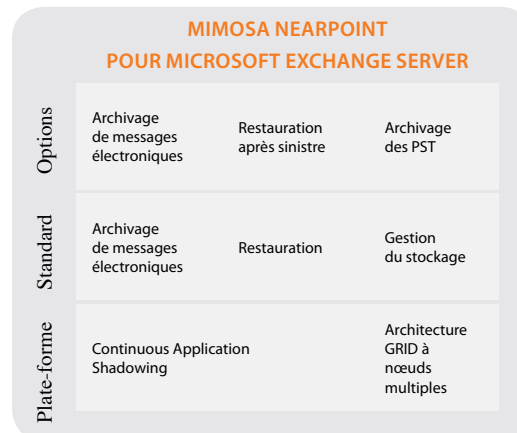 MIMOSA NEARPOINT
POUR MICROSOFT EXCHANGE SERVER
Options
Archivage
de messages
électroniques
Restauration
après sinistre
Archivage
des PST
Standard
Archivage
de messages
électroniques
Restauration
Gestion
du stockage
Plate-forme
Continuous Application
Shadowing
Architecture
GRID à
nœuds
multiples